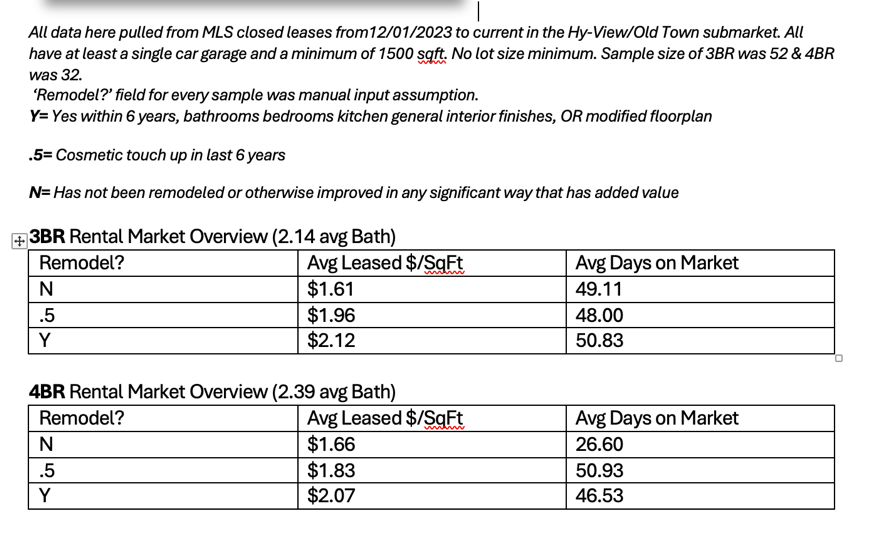 All data here pulled from MLS closed leases from12/01/2023 to current in the Hy-View/Old Town submarket. All
have at least a single car garage and a minimum of 1500 sqft. No lot size minimum. Sample size of 3BR was 52 & 4BR
was 32.
‘Remodel?’ field for every sample was manual input assumption.
Y= Yes within 6 years, bathrooms bedrooms kitchen general interior finishes, OR modified floorplan
.5= Cosmetic touch up in last 6 years
N= Has not been remodeled or otherwise improved in any significant way that has added value
3BR Rental Market Overview (2.14 avg Bath)
Remodel? Avg Leased $/SqFt Avg Days on Market
N $1.61 49.11
.5 $1.96 48.00
Y $2.12 50.83
4BR Rental Market Overview (2.39 avg Bath)
Remodel? Avg Leased $/SqFt Avg Days on Market
N $1.66 26.60
.5 $1.83 50.93
Y $2.07 46.53